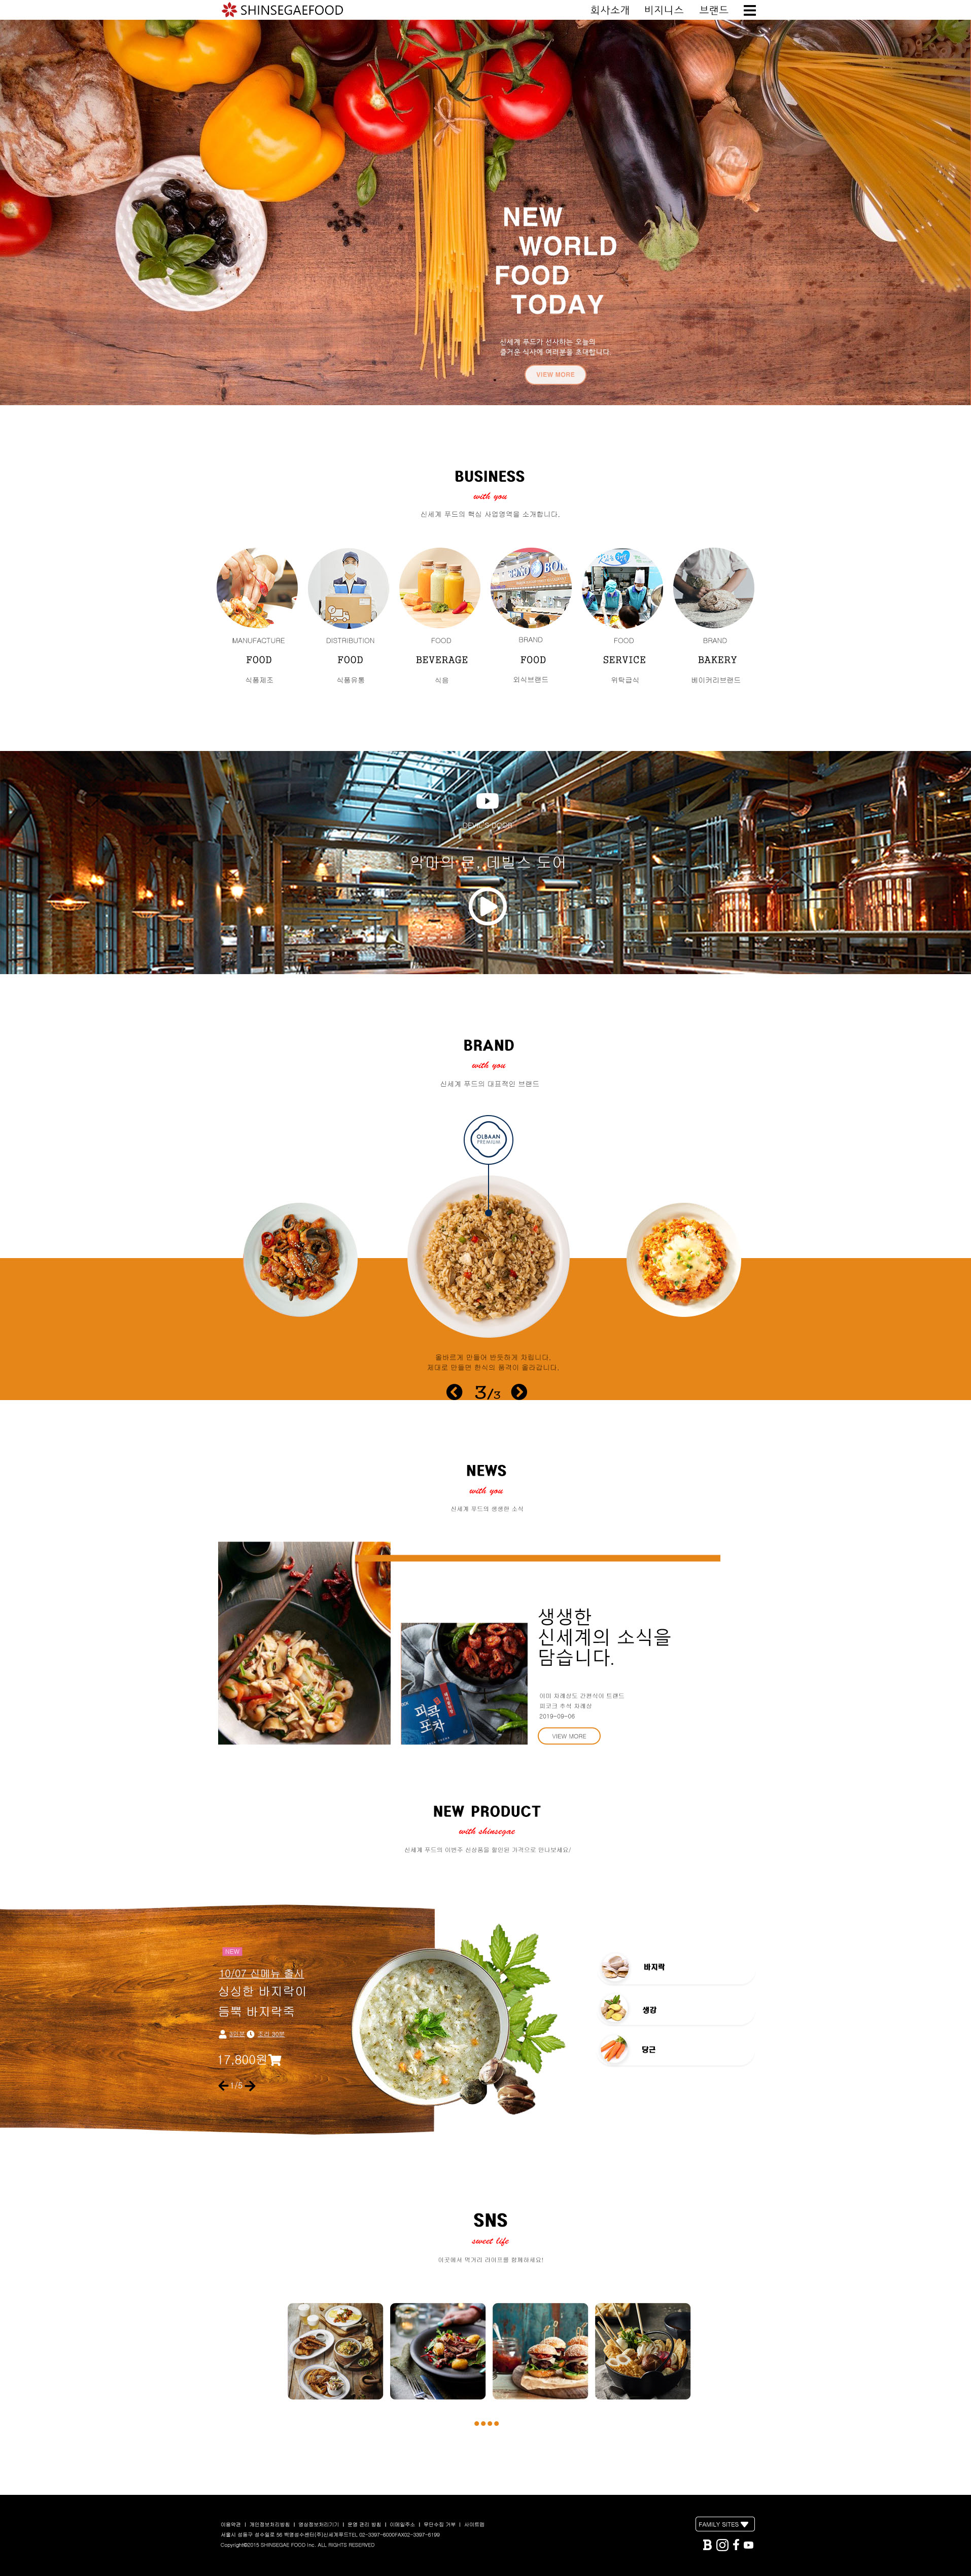 SHINSEGAEFOOD
회사소개 비지니스 브랜드
NEW
WORLD
FOOD
TODAY
신세계 푸드가 선사하는 오늘의
즐거운 식사에 여러분을 초대합니다.
VIEW MORE
BUSINESS
with you
신세계 푸드의 핵심 사업영역을 소개합니다.
MANUFACTURE
FOOD
식품제조
DISTRIBUTION
FOOD
식품유통
FOOD
BEVERAGE
식음
BRAND
FOOD
외식브랜드
FOOD
SERVICE
위탁급식
BRAND
BAKERY
베이커리브랜드
DEVIL'S DOOR
악마의 문, 데빌스 도어
BRAND
with you
신세계 푸드의 대표적인 브랜드
OLBAAN
PREMIUM
올바르게 만들어 반듯하게 차립니다.
제대로 만들면 한식의 품격이 올라갑니다.
3/3
NEWS
with you
신세계 푸드의 생생한 소식
피콕
포차
생생한
신세계의 소식을
담습니다.
이미 차례상도 간편식이 트랜드
피코크 추석 차례상
2019-09-06
VIEW MORE
NEW PRODUCT
with shinsegae
신세계 푸드의 이번주 신상품을 할인된 가격으로 만나보세요!
NEW
10/07 신메뉴 출시
싱싱한 바지락이
듬뿍 바지락죽
3인분 조리 30분
17,800원
1/5
바지락
생강
당근
SNS
sweet life
이곳에서 먹거리 라이프를 함께하세요!
이용약관 | 개인정보처리방침 | 영상정보처리기기 | 운영 관리 방침 | 이메일주소 | 무단수집 거부 | 사이트맵
서울시 성동구 성수일로 56 백영성수센터(주)신세계푸드TEL 02-3397-6000FAX02-3397-6199
Copyright©2015 SHINSEGAE FOOD Inc. ALL RIGHTS RESERVED
FAMILY SITES